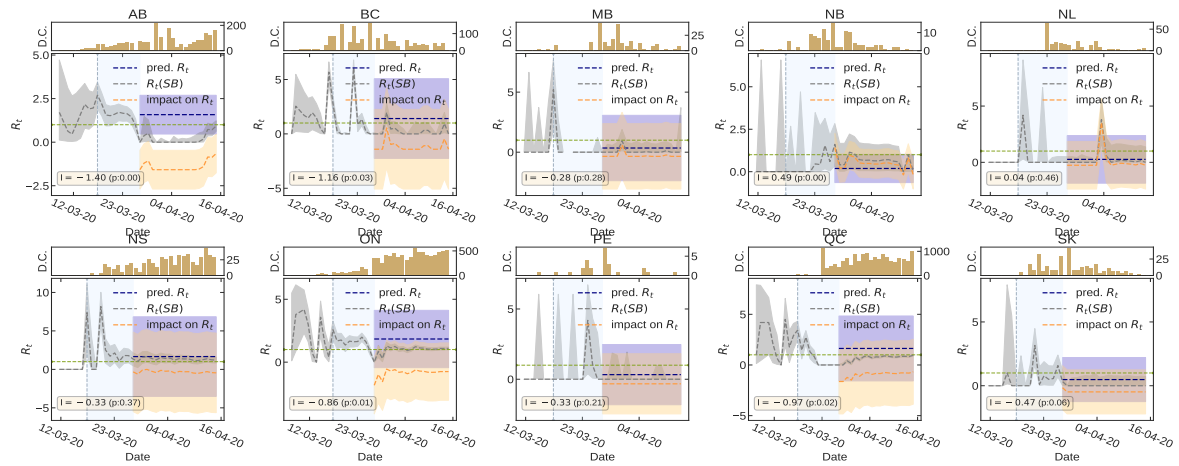 AB
D.C.
200
0
5.0
2.5
0.0
−2.5
R_t
pred. R_t
R_t(SB)
impact on R_t
I = −1.40 (p:0.00)
12-03-20
23-03-20
04-04-20
16-04-20
Date
BC
D.C.
100
0
5
0
−5
R_t
pred. R_t
R_t(SB)
impact on R_t
I = −1.16 (p:0.03)
12-03-20
23-03-20
04-04-20
16-04-20
Date
MB
D.C.
25
0
5
0
R_t
pred. R_t
R_t(SB)
impact on R_t
I = −0.28 (p:0.28)
12-03-20
23-03-20
04-04-20
Date
NB
D.C.
10
0
5.0
2.5
0.0
R_t
pred. R_t
R_t(SB)
impact on R_t
I = 0.49 (p:0.00)
12-03-20
23-03-20
04-04-20
Date
NL
D.C.
50
0
5
0
R_t
pred. R_t
R_t(SB)
impact on R_t
I = 0.04 (p:0.46)
23-03-20
04-04-20
Date
NS
D.C.
25
0
10
5
0
−5
R_t
pred. R_t
R_t(SB)
impact on R_t
I = −0.33 (p:0.37)
12-03-20
23-03-20
04-04-20
16-04-20
Date
ON
D.C.
500
0
5
0
R_t
pred. R_t
R_t(SB)
impact on R_t
I = −0.86 (p:0.01)
12-03-20
23-03-20
04-04-20
16-04-20
Date
PE
D.C.
5
0
5
0
R_t
pred. R_t
R_t(SB)
impact on R_t
I = −0.33 (p:0.21)
12-03-20
23-03-20
04-04-20
Date
QC
D.C.
1000
0
5
0
−5
R_t
pred. R_t
R_t(SB)
impact on R_t
I = −0.97 (p:0.02)
12-03-20
23-03-20
04-04-20
16-04-20
Date
SK
D.C.
25
0
5
0
R_t
pred. R_t
R_t(SB)
impact on R_t
I = −0.47 (p:0.06)
12-03-20
23-03-20
04-04-20
16-04-20
Date